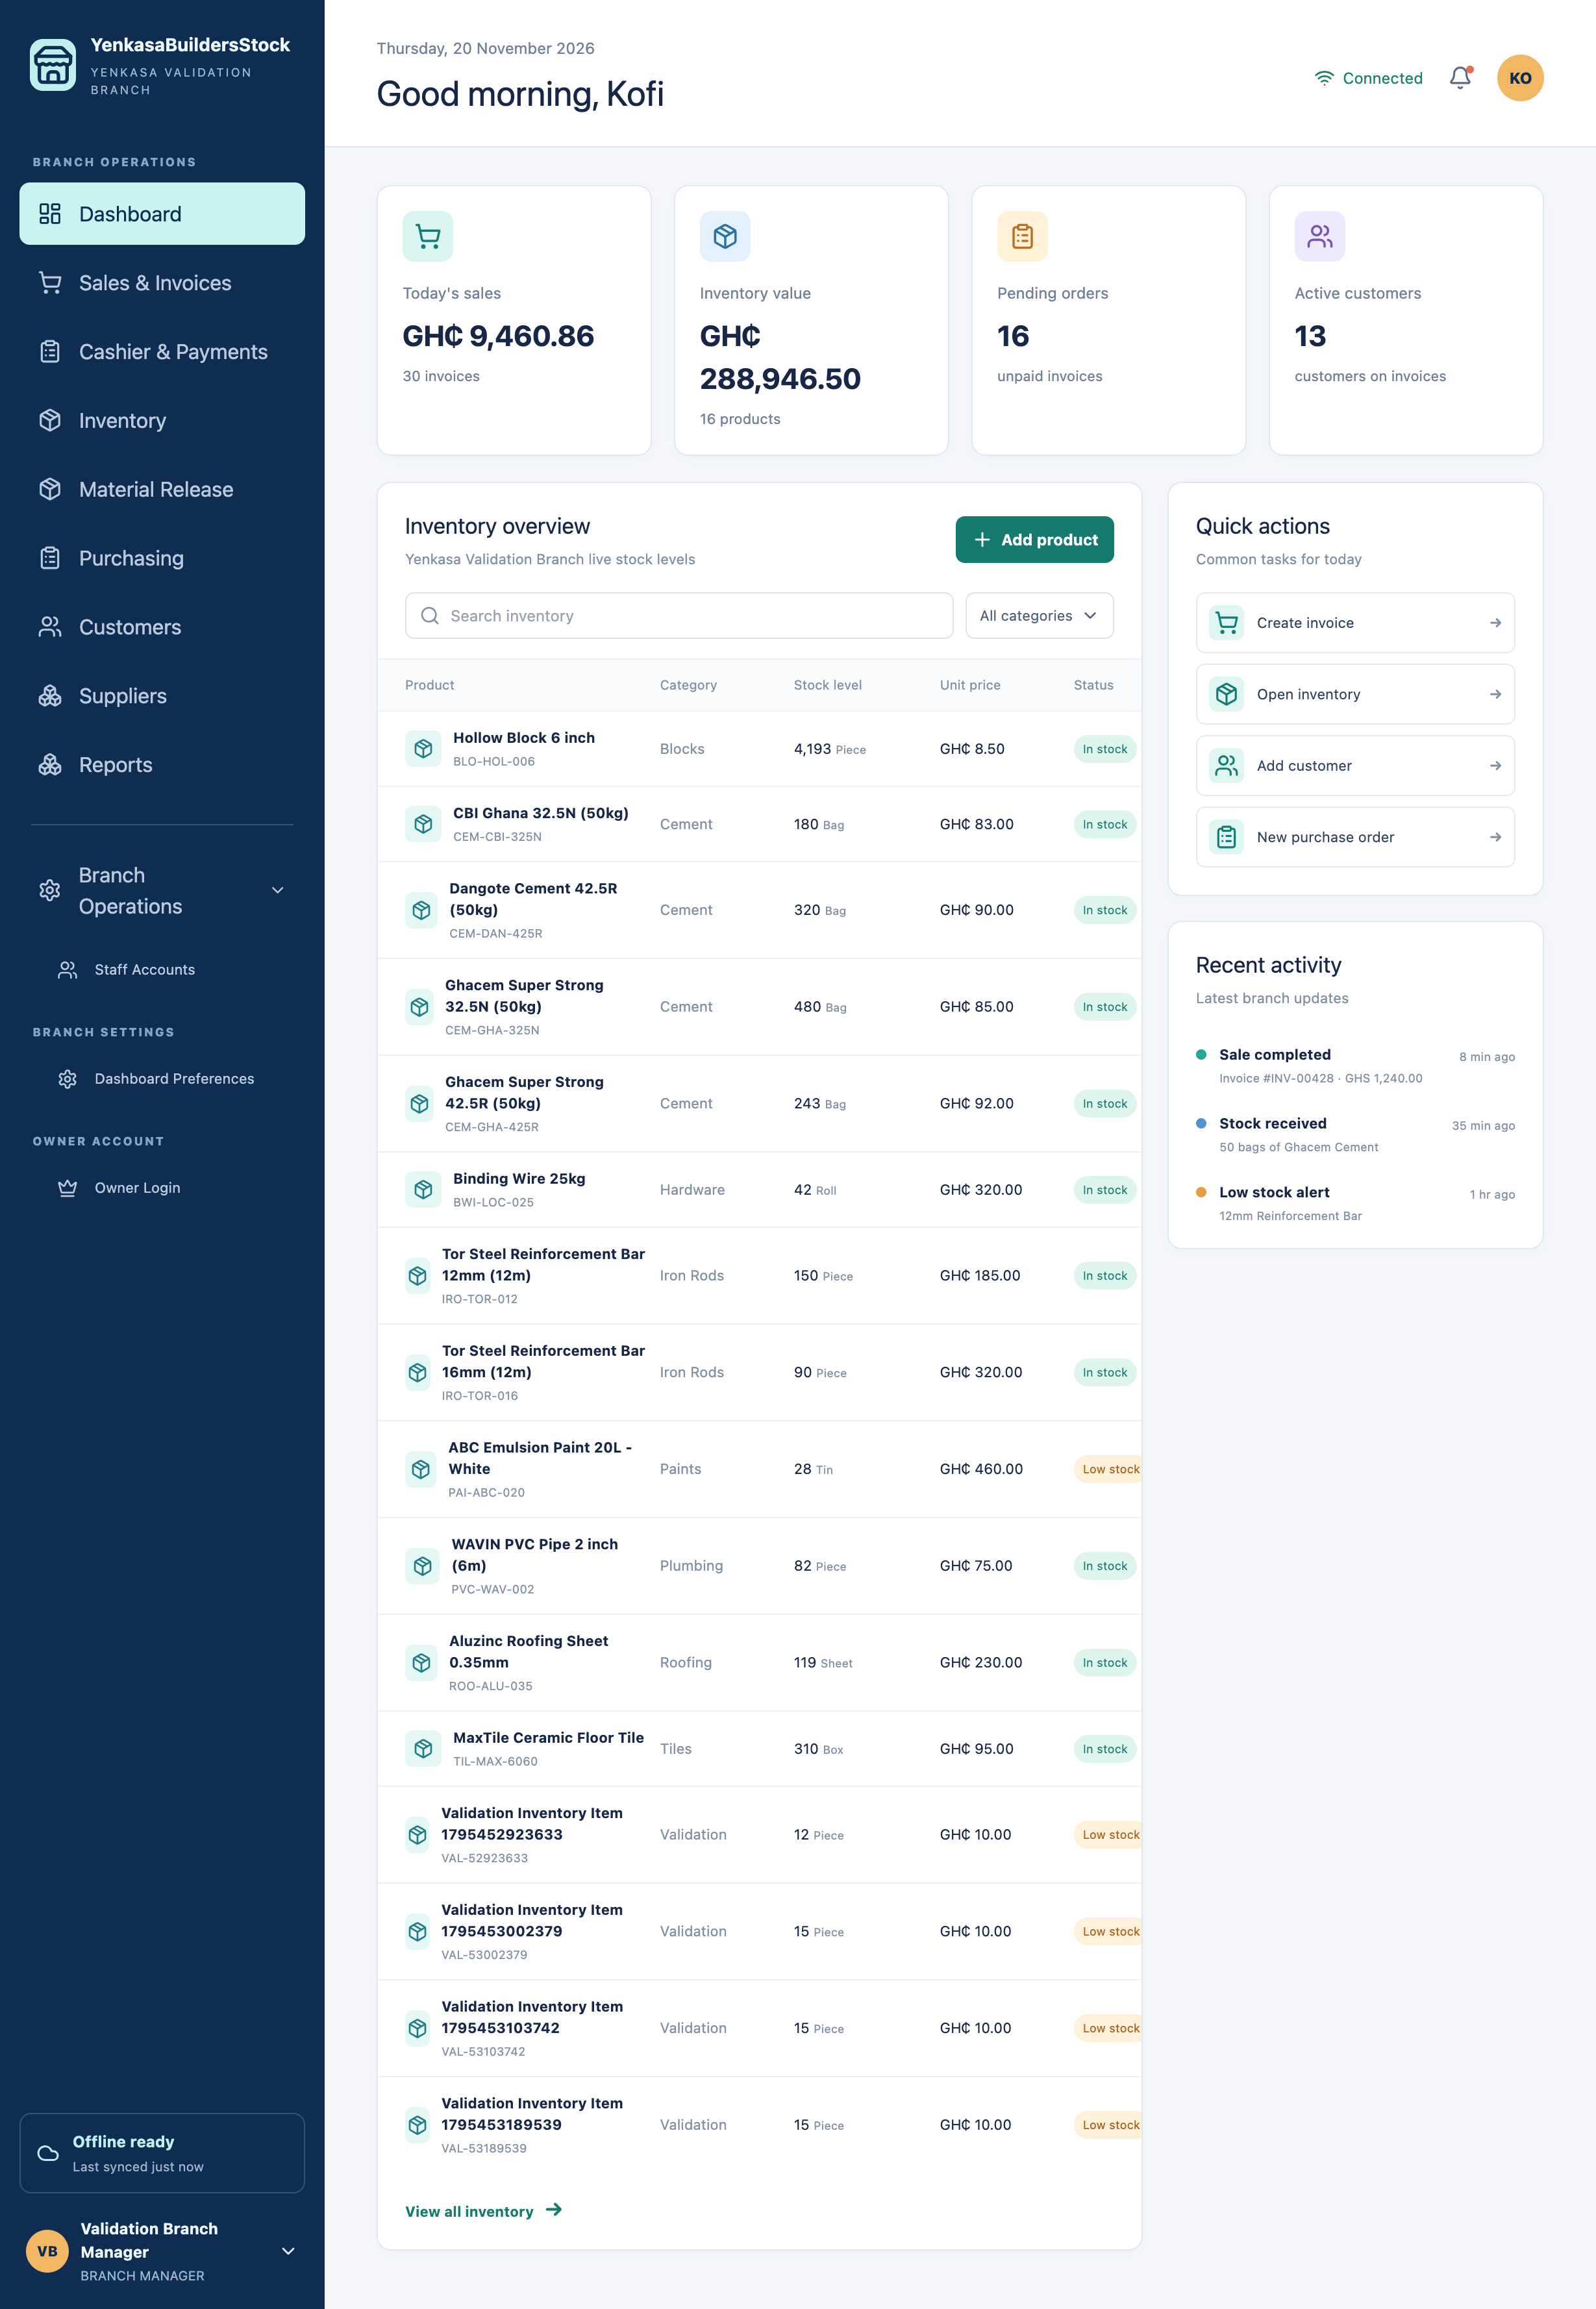 YenkasaBuildersStock
YENKASA VALIDATION
BRANCH
BRANCH OPERATIONS
Dashboard
Sales & Invoices
Cashier & Payments
Inventory
Material Release
Purchasing
Customers
Suppliers
Reports
Branch
Operations
Staff Accounts
BRANCH SETTINGS
Dashboard Preferences
OWNER ACCOUNT
Owner Login
Offline ready
Last synced just now
VB
Validation Branch
Manager
BRANCH MANAGER
Thursday, 20 November 2026
Good morning, Kofi
Connected
KO
Today's sales
GH₵ 9,460.86
30 invoices
Inventory value
GH₵
288,946.50
16 products
Pending orders
16
unpaid invoices
Active customers
13
customers on invoices
Inventory overview
Yenkasa Validation Branch live stock levels
Add product
Search inventory
All categories
Product Category Stock level Unit price Status
Hollow Block 6 inch
BLO-HOL-006
Blocks 4,193 Piece GH₵ 8.50 In stock
CBI Ghana 32.5N (50kg)
CEM-CBI-325N
Cement 180 Bag GH₵ 83.00 In stock
Dangote Cement 42.5R
(50kg)
CEM-DAN-425R
Cement 320 Bag GH₵ 90.00 In stock
Ghacem Super Strong
32.5N (50kg)
CEM-GHA-325N
Cement 480 Bag GH₵ 85.00 In stock
Ghacem Super Strong
42.5R (50kg)
CEM-GHA-425R
Cement 243 Bag GH₵ 92.00 In stock
Binding Wire 25kg
BWI-LOC-025
Hardware 42 Roll GH₵ 320.00 In stock
Tor Steel Reinforcement Bar
12mm (12m)
IRO-TOR-012
Iron Rods 150 Piece GH₵ 185.00 In stock
Tor Steel Reinforcement Bar
16mm (12m)
IRO-TOR-016
Iron Rods 90 Piece GH₵ 320.00 In stock
ABC Emulsion Paint 20L -
White
PAI-ABC-020
Paints 28 Tin GH₵ 460.00 Low stock
WAVIN PVC Pipe 2 inch
(6m)
PVC-WAV-002
Plumbing 82 Piece GH₵ 75.00 In stock
Aluzinc Roofing Sheet
0.35mm
ROO-ALU-035
Roofing 119 Sheet GH₵ 230.00 In stock
MaxTile Ceramic Floor Tile
TIL-MAX-6060
Tiles 310 Box GH₵ 95.00 In stock
Validation Inventory Item
1795452923633
VAL-52923633
Validation 12 Piece GH₵ 10.00 Low stock
Validation Inventory Item
1795453002379
VAL-53002379
Validation 15 Piece GH₵ 10.00 Low stock
Validation Inventory Item
1795453103742
VAL-53103742
Validation 15 Piece GH₵ 10.00 Low stock
Validation Inventory Item
1795453189539
VAL-53189539
Validation 15 Piece GH₵ 10.00 Low stock
View all inventory
Quick actions
Common tasks for today
Create invoice
Open inventory
Add customer
New purchase order
Recent activity
Latest branch updates
Sale completed 8 min ago
Invoice #INV-00428 · GHS 1,240.00
Stock received 35 min ago
50 bags of Ghacem Cement
Low stock alert 1 hr ago
12mm Reinforcement Bar